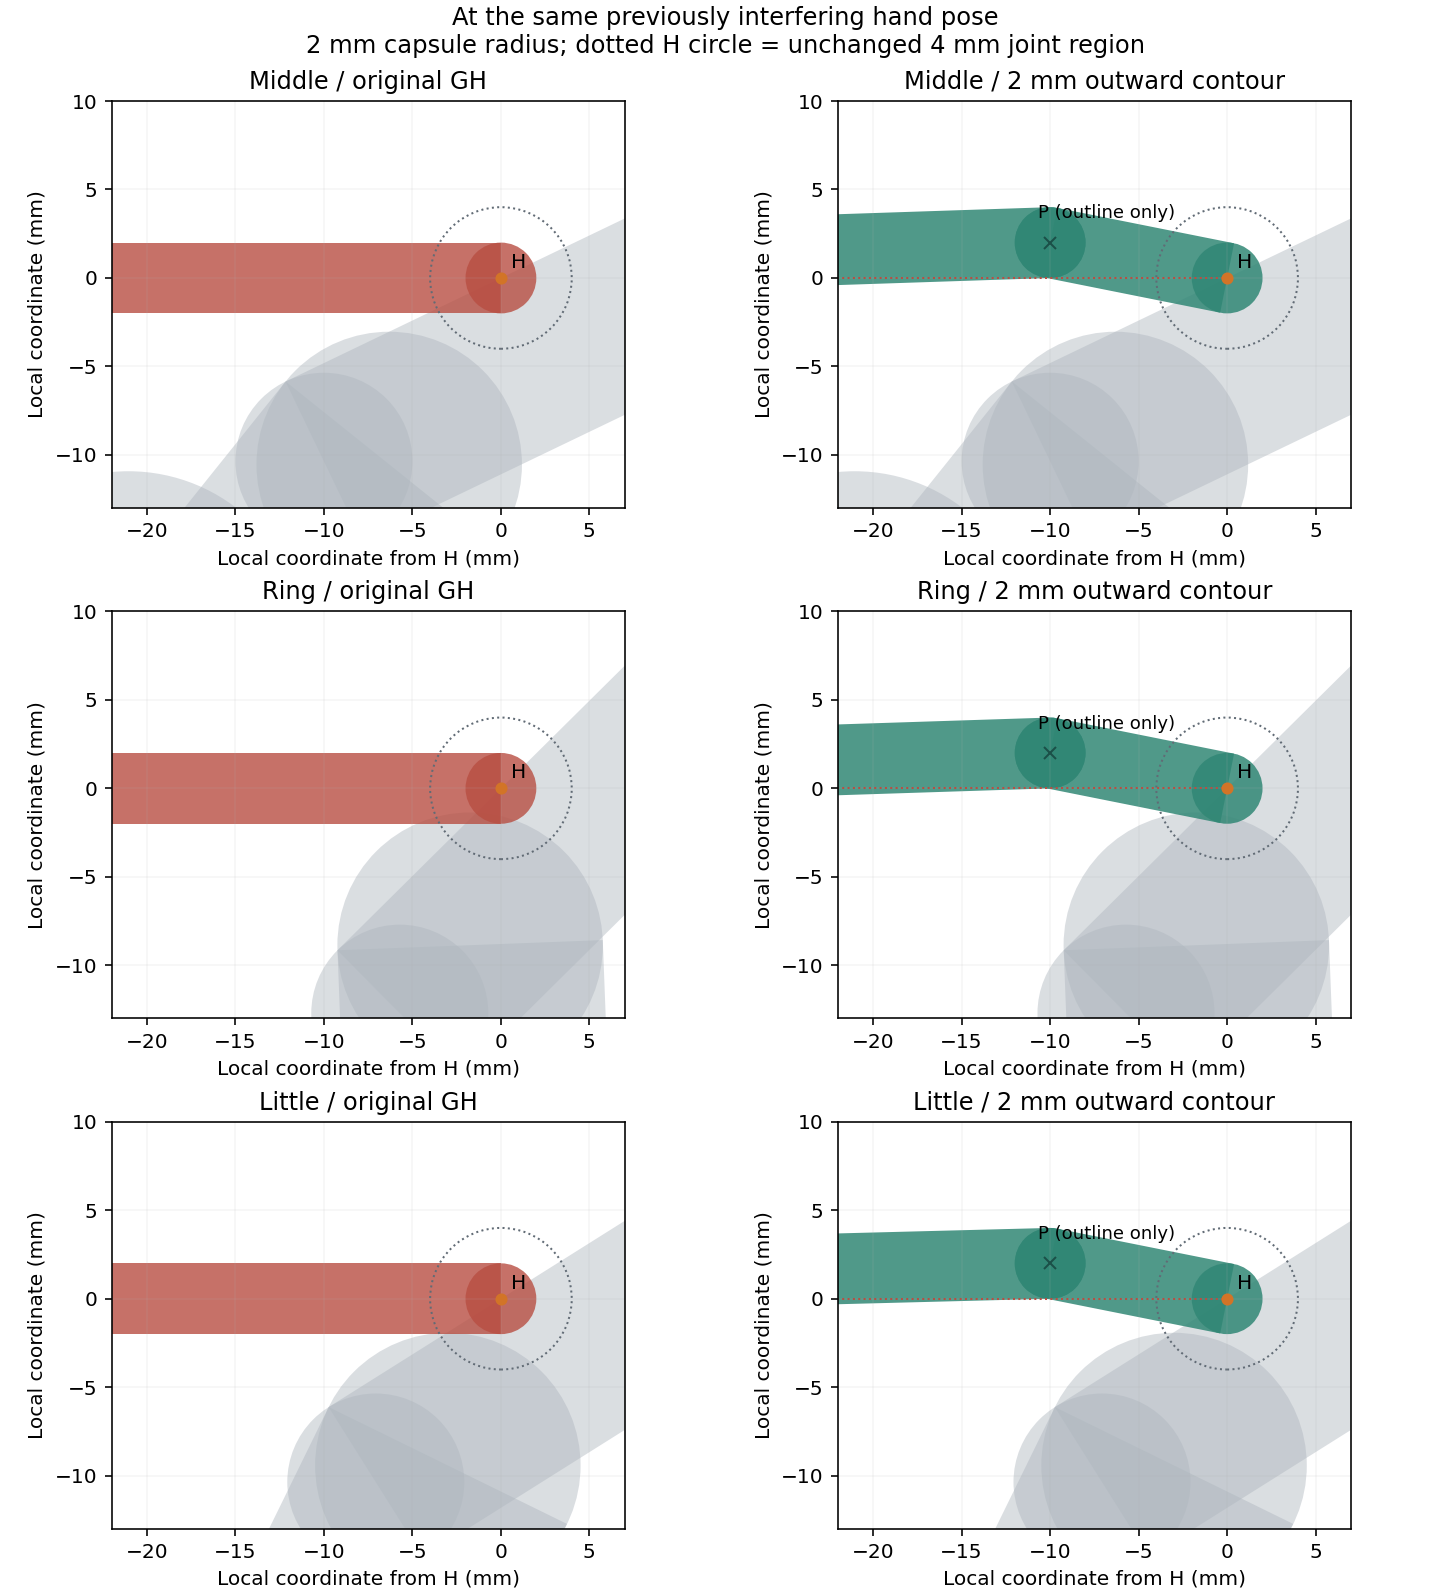 At the same previously interfering hand pose
2 mm capsule radius; dotted H circle = unchanged 4 mm joint region
Middle / original GH
Local coordinate (mm)
10
5
0
−5
−10
H
−20 −15 −10 −5 0 5
Local coordinate from H (mm)
Middle / 2 mm outward contour
Local coordinate (mm)
10
5
0
−5
−10
P (outline only)
H
−20 −15 −10 −5 0 5
Local coordinate from H (mm)
Ring / original GH
Local coordinate (mm)
10
5
0
−5
−10
H
−20 −15 −10 −5 0 5
Local coordinate from H (mm)
Ring / 2 mm outward contour
Local coordinate (mm)
10
5
0
−5
−10
P (outline only)
H
−20 −15 −10 −5 0 5
Local coordinate from H (mm)
Little / original GH
Local coordinate (mm)
10
5
0
−5
−10
H
−20 −15 −10 −5 0 5
Local coordinate from H (mm)
Little / 2 mm outward contour
Local coordinate (mm)
10
5
0
−5
−10
P (outline only)
H
−20 −15 −10 −5 0 5
Local coordinate from H (mm)